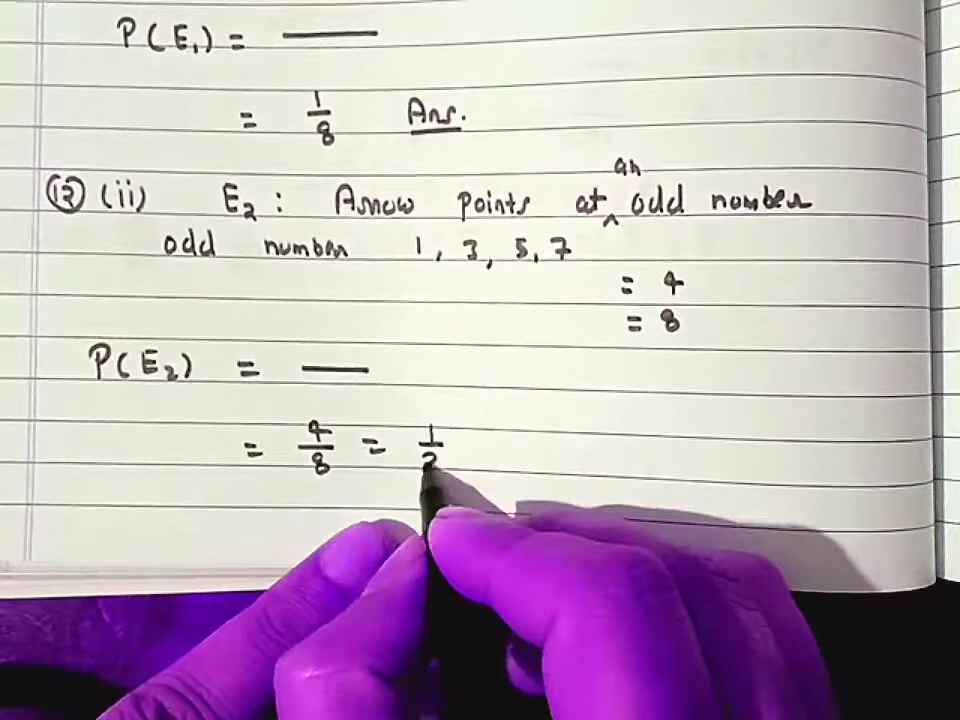 P(E₁) = ———
= 1/8 Ans.
⑫ (ii) E₂ : Arrow points at an odd number
odd number 1, 3, 5, 7
= 4
= 8
P(E₂) = ———
= 4/8 = 1/2